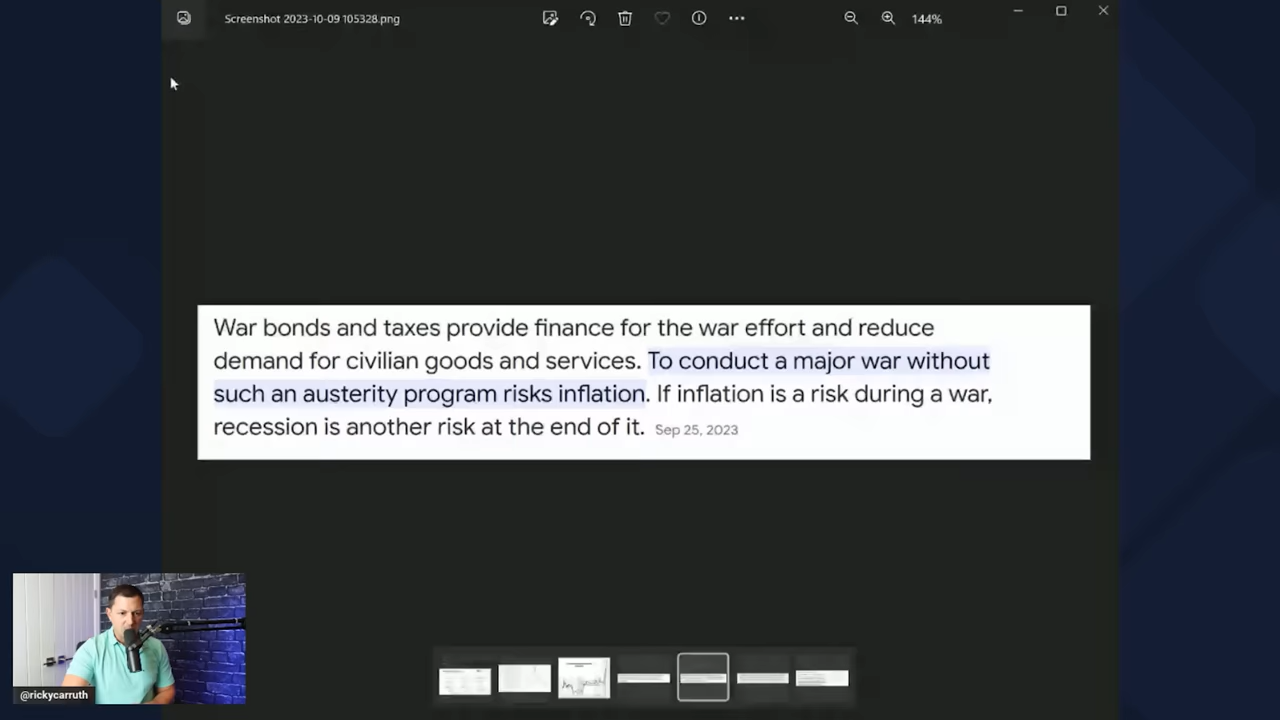 Screenshot 2023-10-09 105328.png
144%
War bonds and taxes provide finance for the war effort and reduce
demand for civilian goods and services. To conduct a major war without
such an austerity program risks inflation. If inflation is a risk during a war,
recession is another risk at the end of it. Sep 25, 2023
@rickycarruth